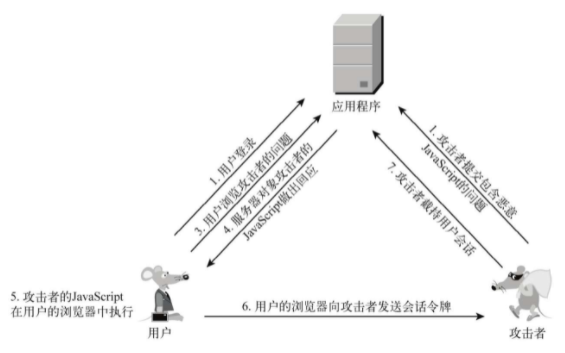 应用程序
1. 用户登录
3. 用户浏览攻击者的问题
4. 服务器对象攻击者的
JavaScript做出回应
1. 攻击者提交包含恶意
JavaScript的问题
7. 攻击者截持用户会话
5. 攻击者的JavaScript
在用户的浏览器中执行
6. 用户的浏览器向攻击者发送会话令牌
用户
攻击者